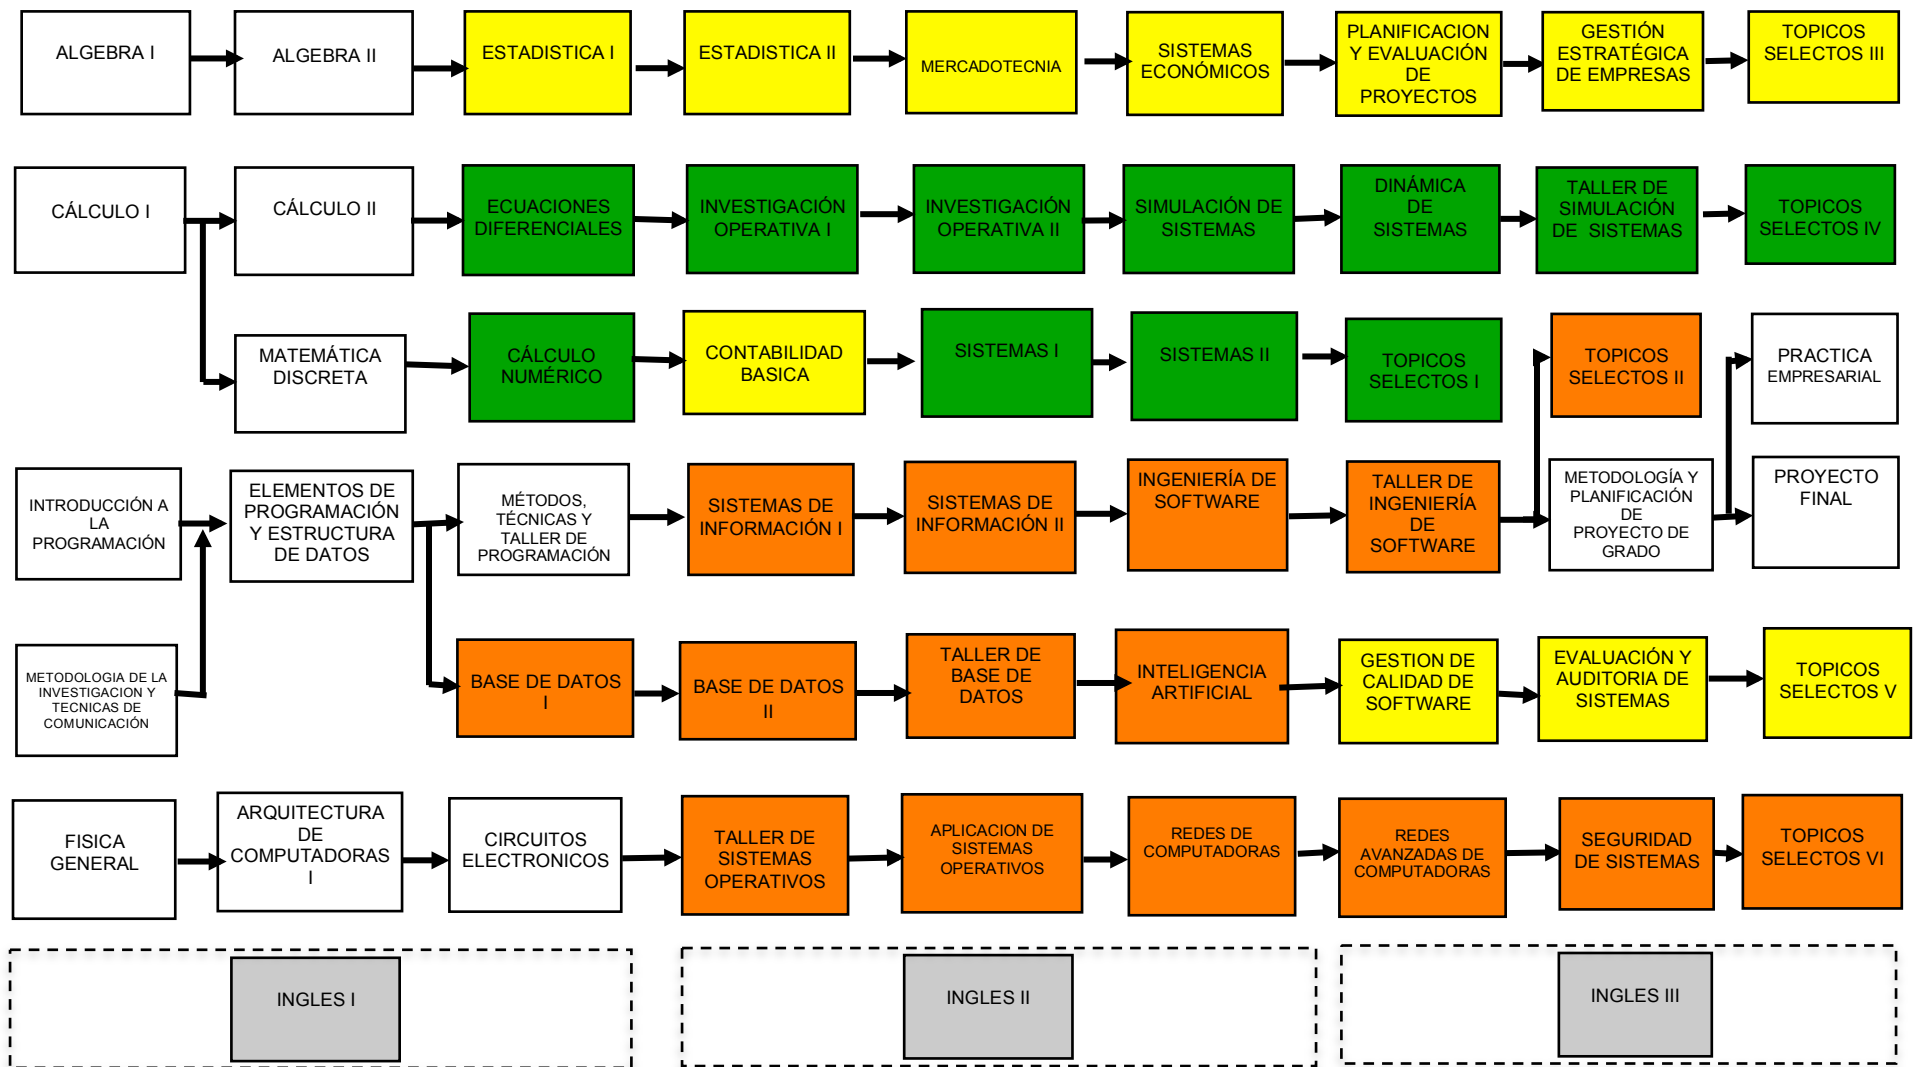 ALGEBRA I
ALGEBRA II
ESTADISTICA I
ESTADISTICA II
MERCADOTECNIA
SISTEMAS
ECONÓMICOS
PLANIFICACION
Y EVALUACIÓN
DE
PROYECTOS
GESTIÓN
ESTRATÉGICA
DE EMPRESAS
TOPICOS
SELECTOS III
CÁLCULO I
CÁLCULO II
ECUACIONES
DIFERENCIALES
INVESTIGACIÓN
OPERATIVA I
INVESTIGACIÓN
OPERATIVA II
SIMULACIÓN DE
SISTEMAS
DINÁMICA
DE
SISTEMAS
TALLER DE
SIMULACIÓN
DE SISTEMAS
TOPICOS
SELECTOS IV
MATEMÁTICA
DISCRETA
CÁLCULO
NUMÉRICO
CONTABILIDAD
BASICA
SISTEMAS I
SISTEMAS II
TOPICOS
SELECTOS I
TOPICOS
SELECTOS II
PRACTICA
EMPRESARIAL
INTRODUCCIÓN A
LA
PROGRAMACIÓN
ELEMENTOS DE
PROGRAMACIÓN
Y ESTRUCTURA
DE DATOS
MÉTODOS,
TÉCNICAS Y
TALLER DE
PROGRAMACIÓN
SISTEMAS DE
INFORMACIÓN I
SISTEMAS DE
INFORMACIÓN II
INGENIERÍA DE
SOFTWARE
TALLER DE
INGENIERÍA
DE
SOFTWARE
METODOLOGÍA Y
PLANIFICACIÓN
DE
PROYECTO DE
GRADO
PROYECTO
FINAL
METODOLOGIA DE LA
INVESTIGACION Y
TECNICAS DE
COMUNICACIÓN
BASE DE DATOS
I
BASE DE DATOS
II
TALLER DE
BASE DE
DATOS
INTELIGENCIA
ARTIFICIAL
GESTION DE
CALIDAD DE
SOFTWARE
EVALUACIÓN Y
AUDITORIA DE
SISTEMAS
TOPICOS
SELECTOS V
FISICA
GENERAL
ARQUITECTURA
DE
COMPUTADORAS
I
CIRCUITOS
ELECTRONICOS
TALLER DE
SISTEMAS
OPERATIVOS
APLICACION DE
SISTEMAS
OPERATIVOS
REDES DE
COMPUTADORAS
REDES
AVANZADAS DE
COMPUTADORAS
SEGURIDAD
DE SISTEMAS
TOPICOS
SELECTOS VI
INGLES I
INGLES II
INGLES III